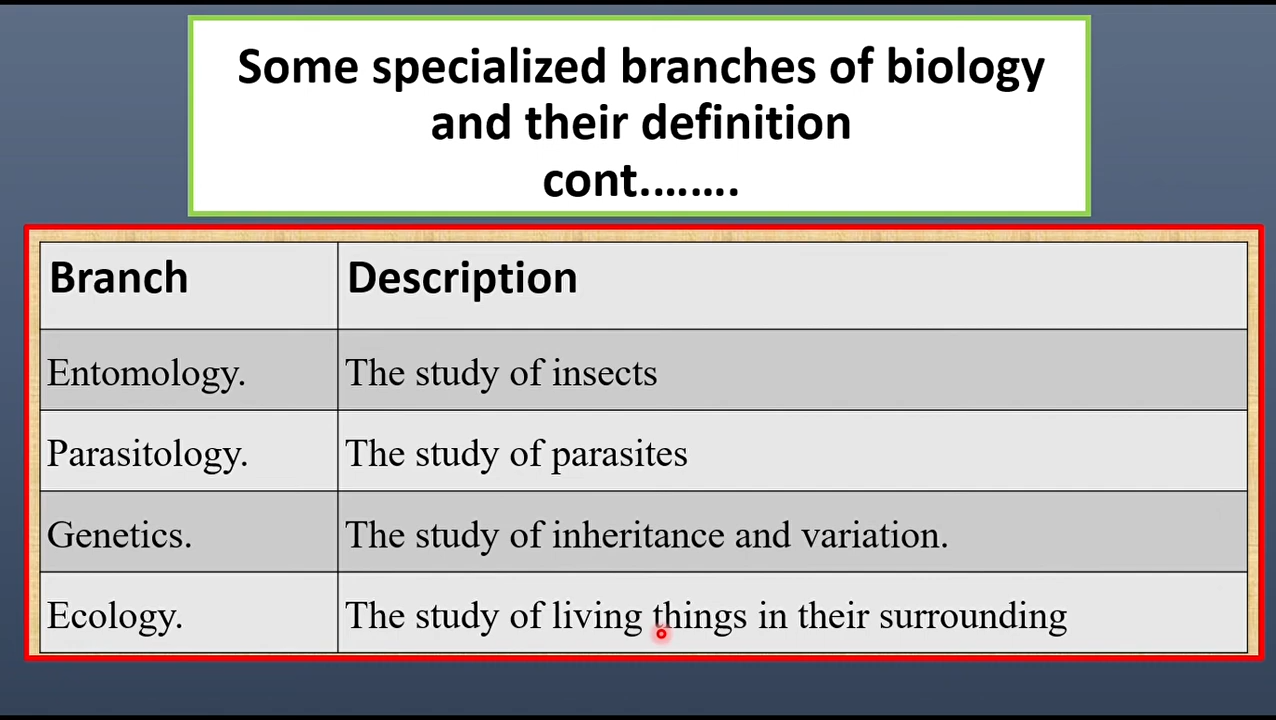 Some specialized branches of biology
and their definition
cont.…….
Branch Description
Entomology. The study of insects
Parasitology. The study of parasites
Genetics. The study of inheritance and variation.
Ecology. The study of living things in their surrounding